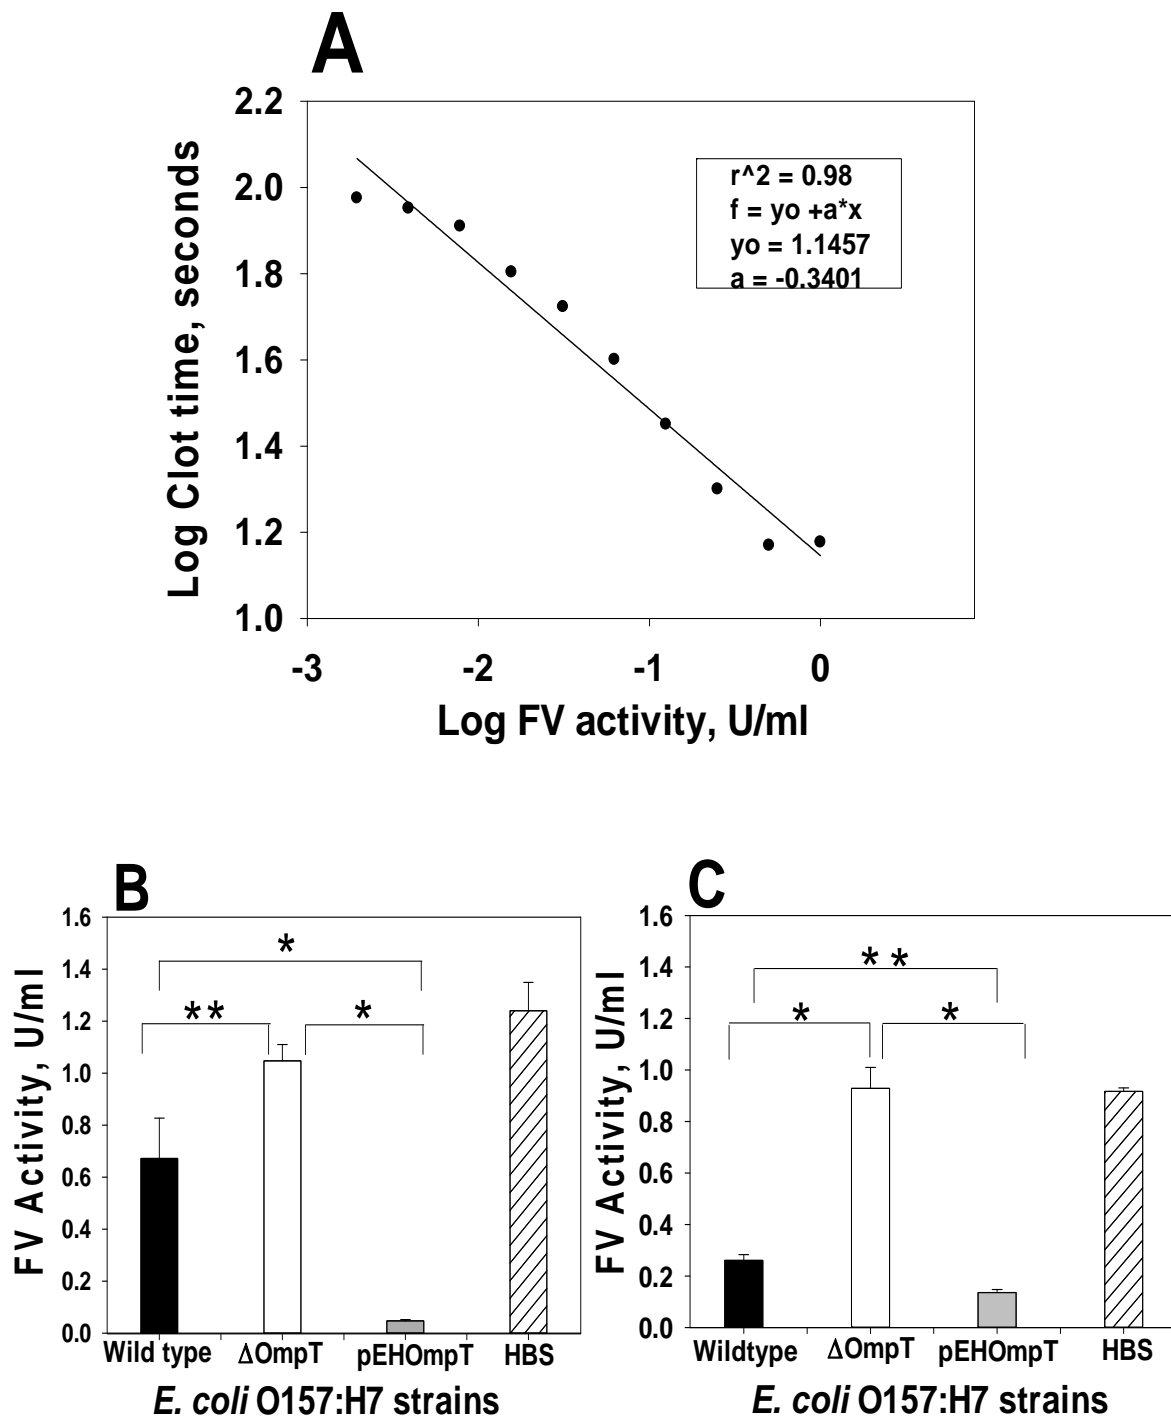 A
2.2
2.0
1.8
1.6
1.4
1.2
1.0
Log Clot time, seconds
r^2 = 0.98
f = yo +a*x
yo = 1.1457
a = -0.3401
-3 -2 -1 0
Log FV activity, U/ml
B
1.6
1.4
1.2
1.0
0.8
0.6
0.4
0.2
0.0
FV Activity, U/ml
*
** *
Wild type ΔOmpT pEHOmpT HBS
E. coli O157:H7 strains
C
1.6
1.4
1.2
1.0
0.8
0.6
0.4
0.2
0.0
FV Activity, U/ml
* *
* *
Wildtype ΔOmpT pEHOmpT HBS
E. coli O157:H7 strains